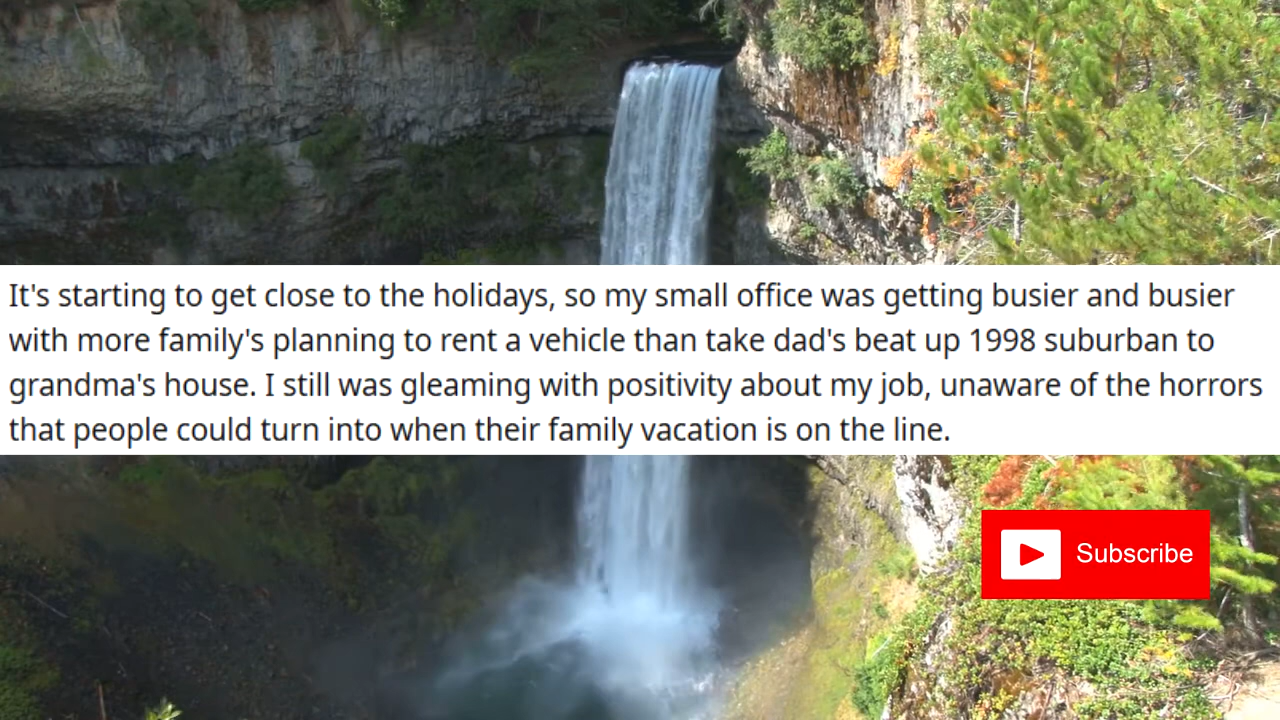 It's starting to get close to the holidays, so my small office was getting busier and busier
with more family's planning to rent a vehicle than take dad's beat up 1998 suburban to
grandma's house. I still was gleaming with positivity about my job, unaware of the horrors
that people could turn into when their family vacation is on the line.
Subscribe